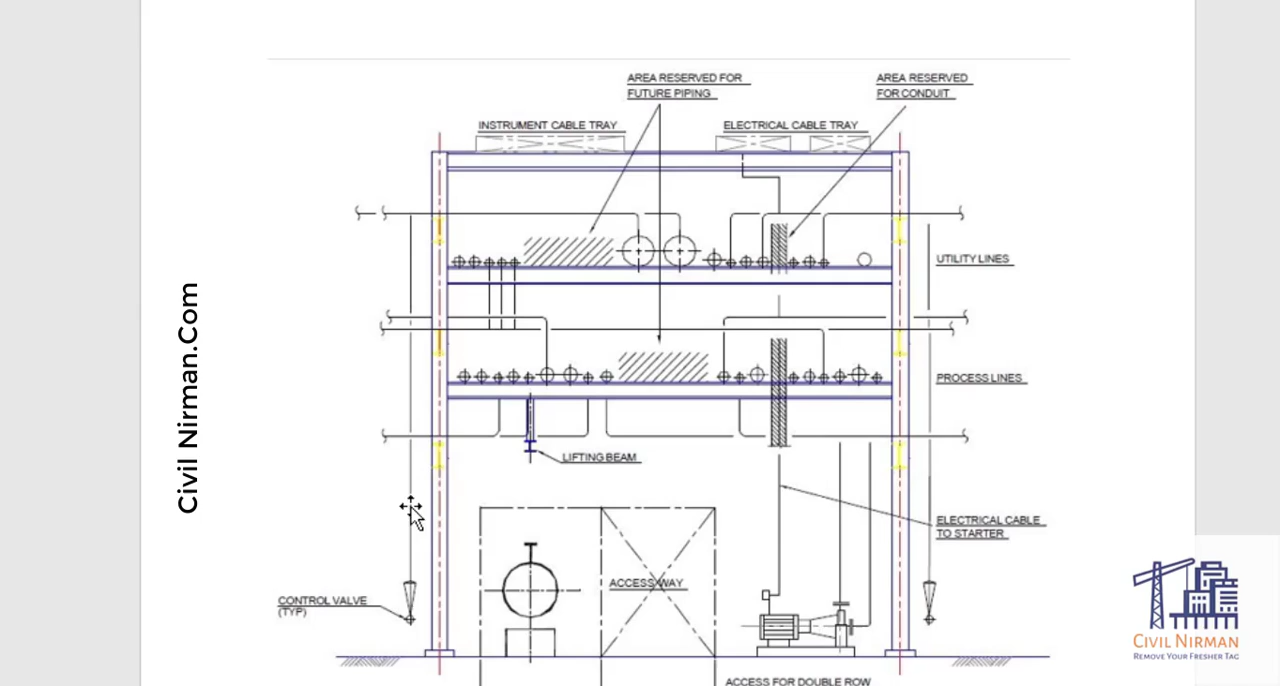 AREA RESERVED FOR
FUTURE PIPING
AREA RESERVED
FOR CONDUIT
INSTRUMENT CABLE TRAY
ELECTRICAL CABLE TRAY
UTILITY LINES
PROCESS LINES
LIFTING BEAM
ELECTRICAL CABLE
TO STARTER
ACCESS WAY
CONTROL VALVE
(TYP)
ACCESS FOR DOUBLE ROW
Civil Nirman.Com
CIVIL NIRMAN
REMOVE YOUR FRESHER TAG